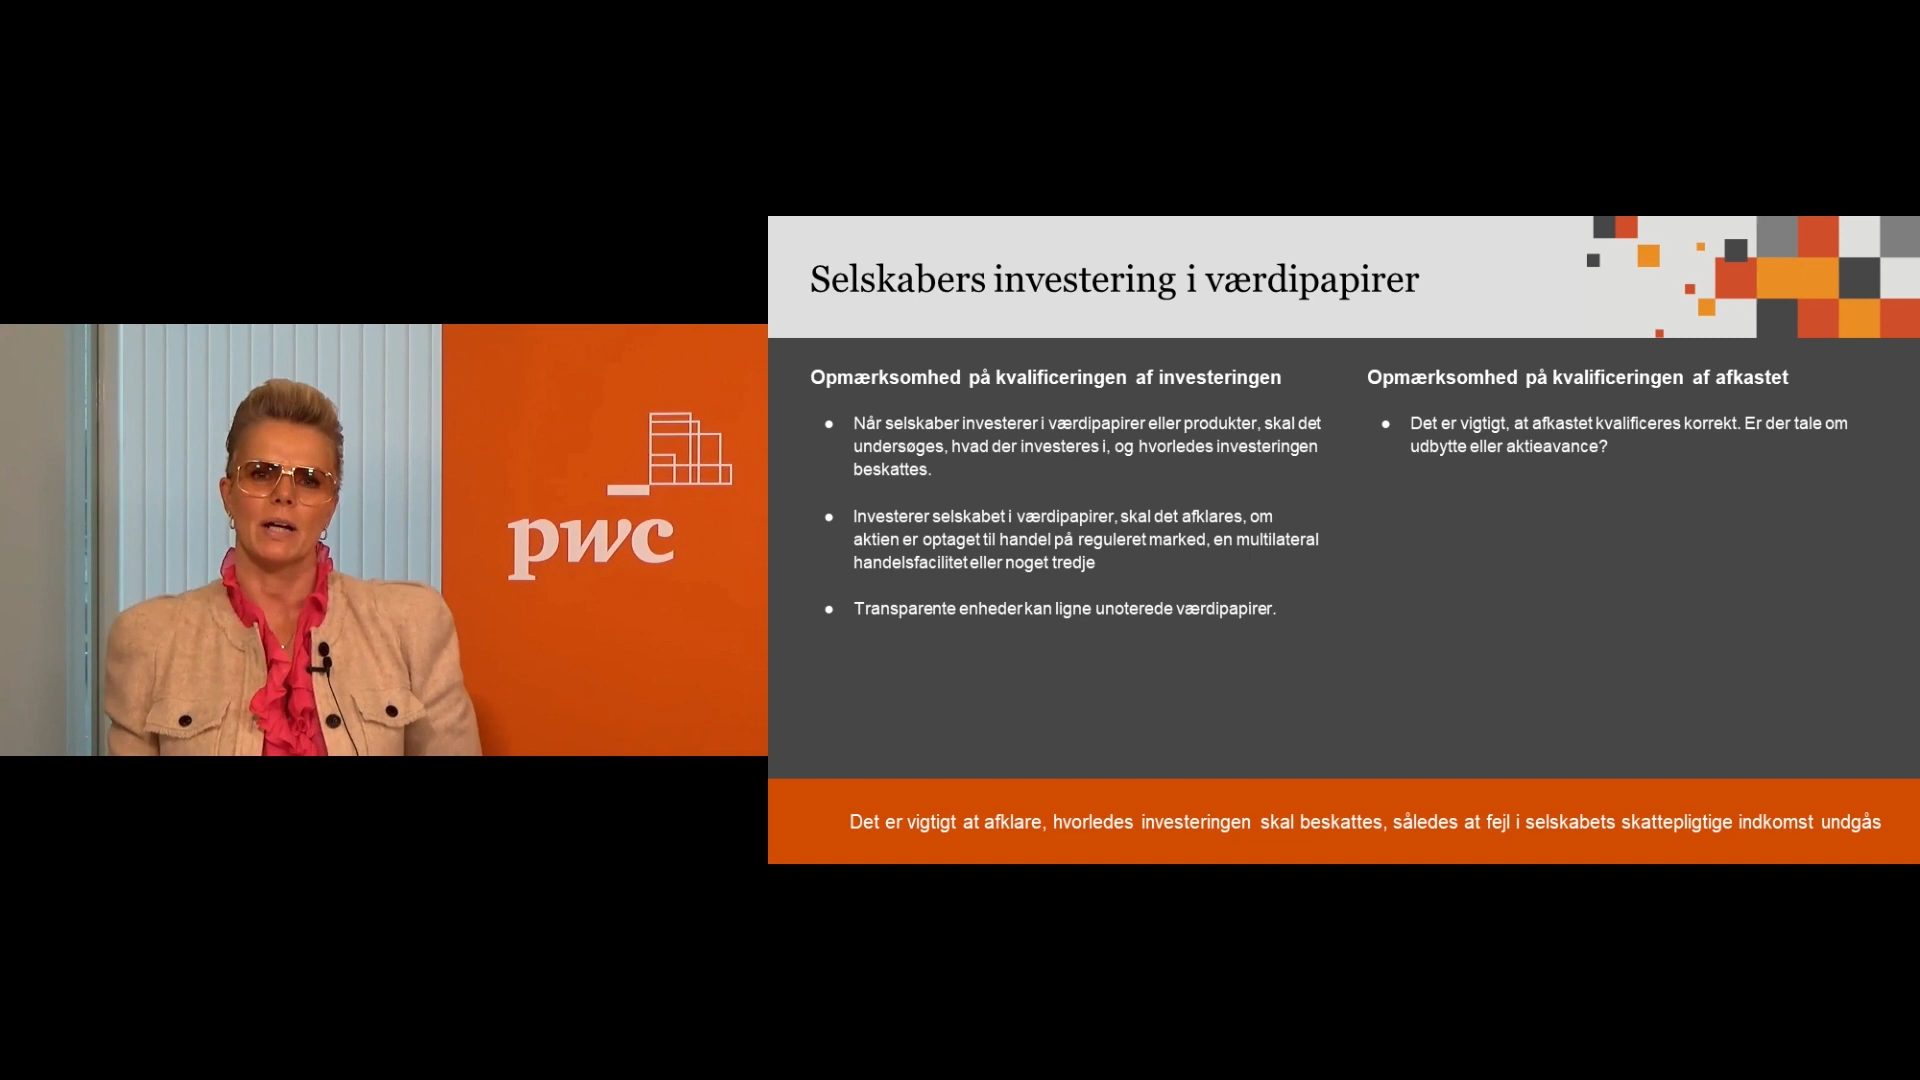 pwc
Selskabers investering i værdipapirer
Opmærksomhed på kvalificeringen af investeringen
● Når selskaber investerer i værdipapirer eller produkter, skal det
undersøges, hvad der investeres i, og hvorledes investeringen
beskattes.
● Investerer selskabet i værdipapirer, skal det afklares, om
aktien er optaget til handel på reguleret marked, en multilateral
handelsfacilitet eller noget tredje
● Transparente enheder kan ligne unoterede værdipapirer.
Opmærksomhed på kvalificeringen af afkastet
● Det er vigtigt, at afkastet kvalificeres korrekt. Er der tale om
udbytte eller aktieavance?
Det er vigtigt at afklare, hvorledes investeringen skal beskattes, således at fejl i selskabets skattepligtige indkomst undgås